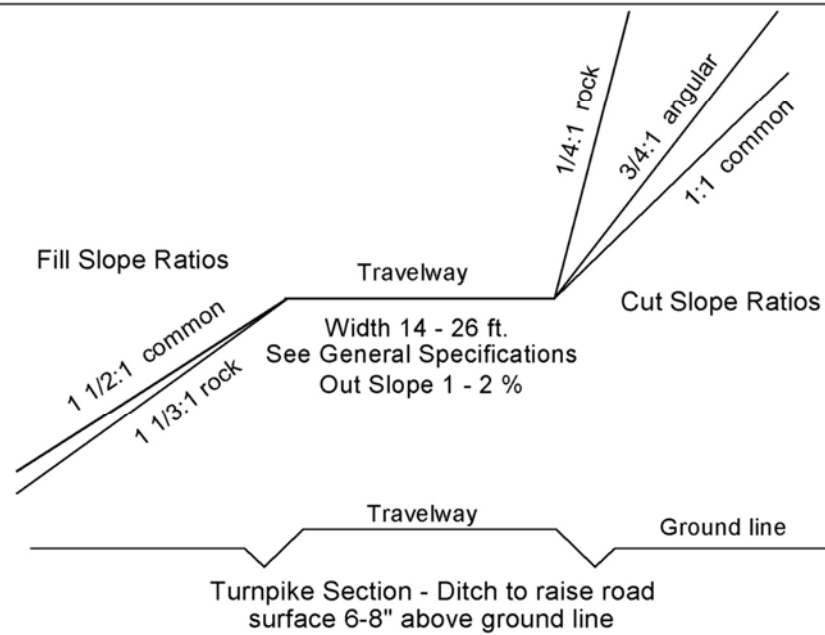 1/4:1 rock
3/4:1 angular
1:1 common
Fill Slope Ratios
Travelway
Cut Slope Ratios
Width 14 - 26 ft.
See General Specifications
Out Slope 1 - 2 %
1 1/2:1 common
1 1/3:1 rock
Travelway
Ground line
Turnpike Section - Ditch to raise road
surface 6-8" above ground line